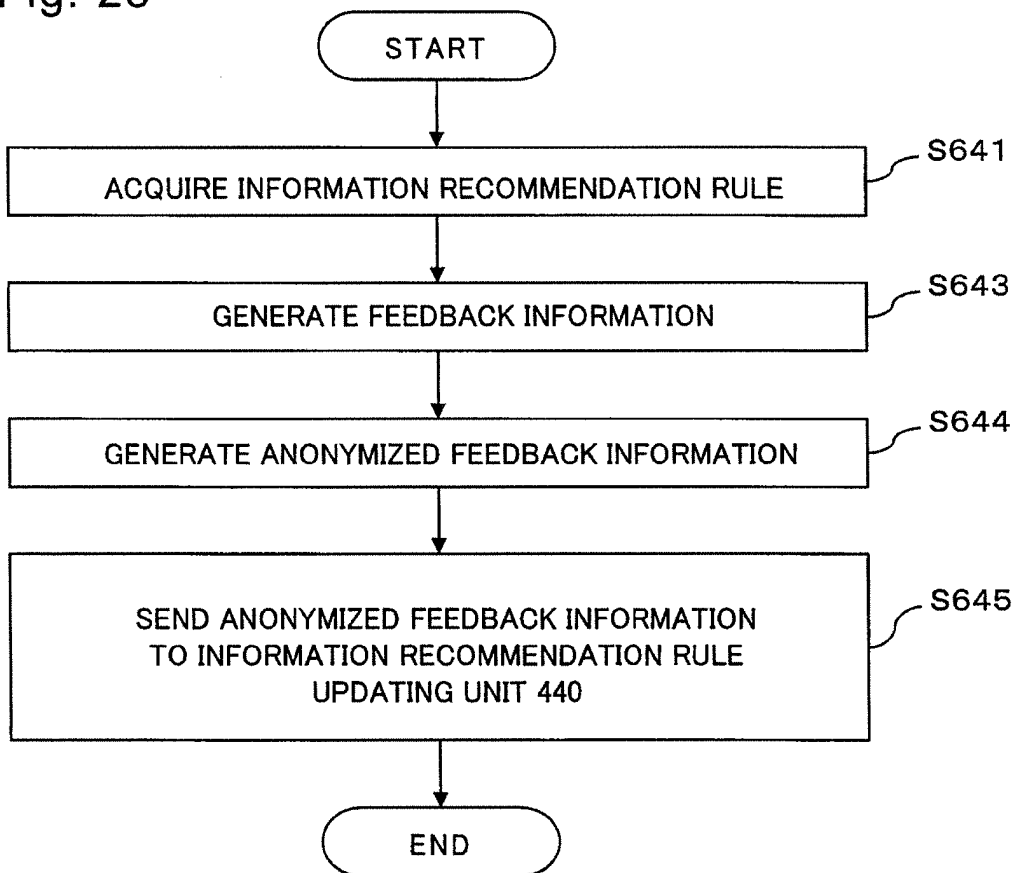 START
S641
ACQUIRE INFORMATION RECOMMENDATION RULE
S643
GENERATE FEEDBACK INFORMATION
S644
GENERATE ANONYMIZED FEEDBACK INFORMATION
S645
SEND ANONYMIZED FEEDBACK INFORMATION
TO INFORMATION RECOMMENDATION RULE
UPDATING UNIT 440
END